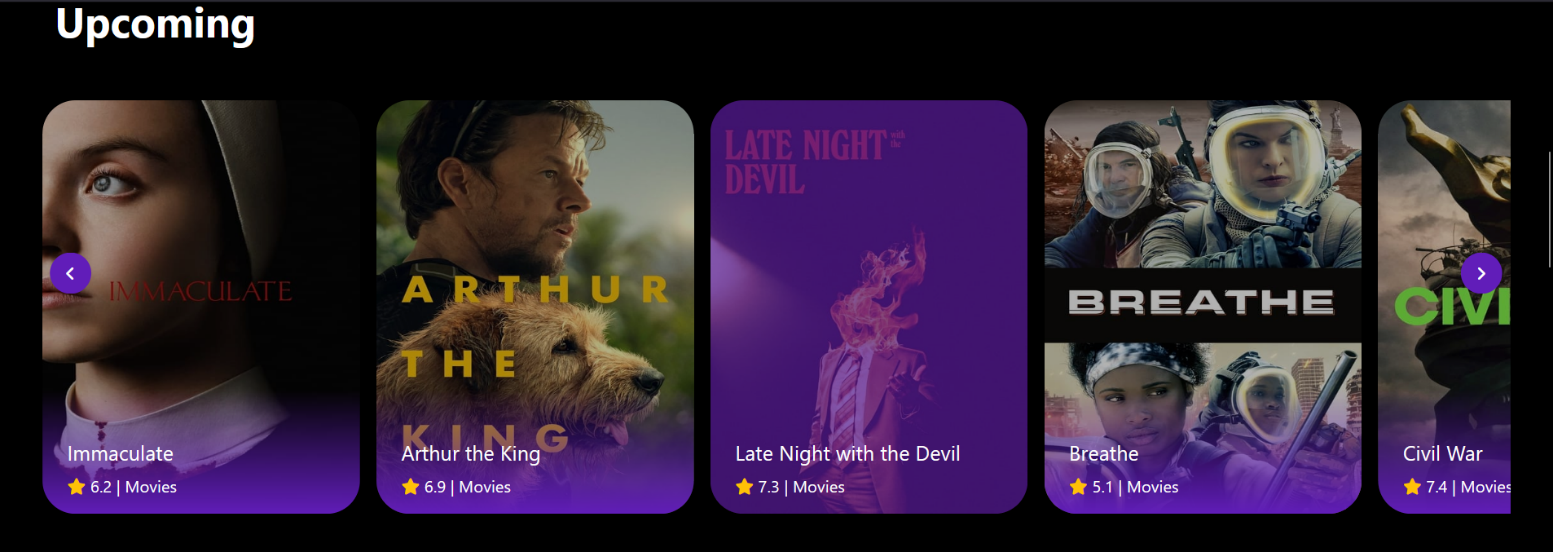 Upcoming
IMMACULATE
Immaculate
6.2 | Movies
ARTHUR
THE
KING
Arthur the King
6.9 | Movies
LATE NIGHT with
the
DEVIL
Late Night with the Devil
7.3 | Movies
BREATHE
Breathe
5.1 | Movies
CIVI
Civil War
7.4 | Movies